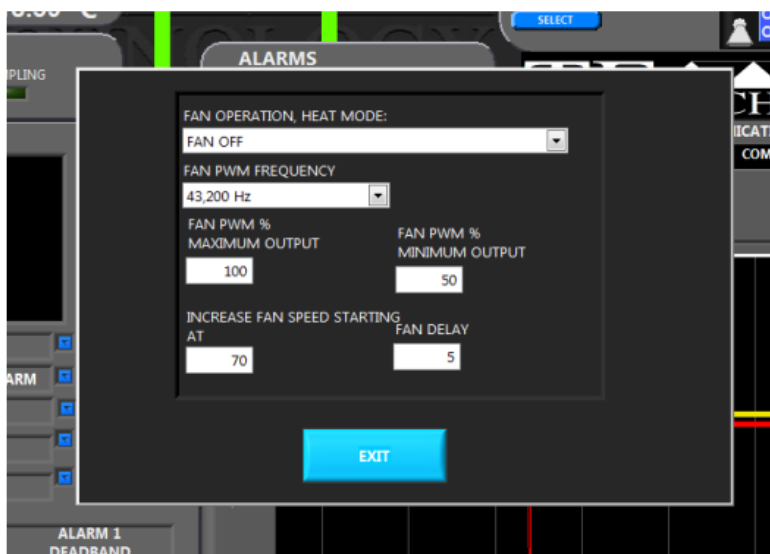 °C
SELECT
ALARMS
FAN OPERATION, HEAT MODE:
FAN OFF
FAN PWM FREQUENCY
43,200 Hz
FAN PWM %
MAXIMUM OUTPUT
100
FAN PWM %
MINIMUM OUTPUT
50
INCREASE FAN SPEED STARTING
AT
70
FAN DELAY
5
EXIT
COM
ARM
ALARM 1
DEADBAND